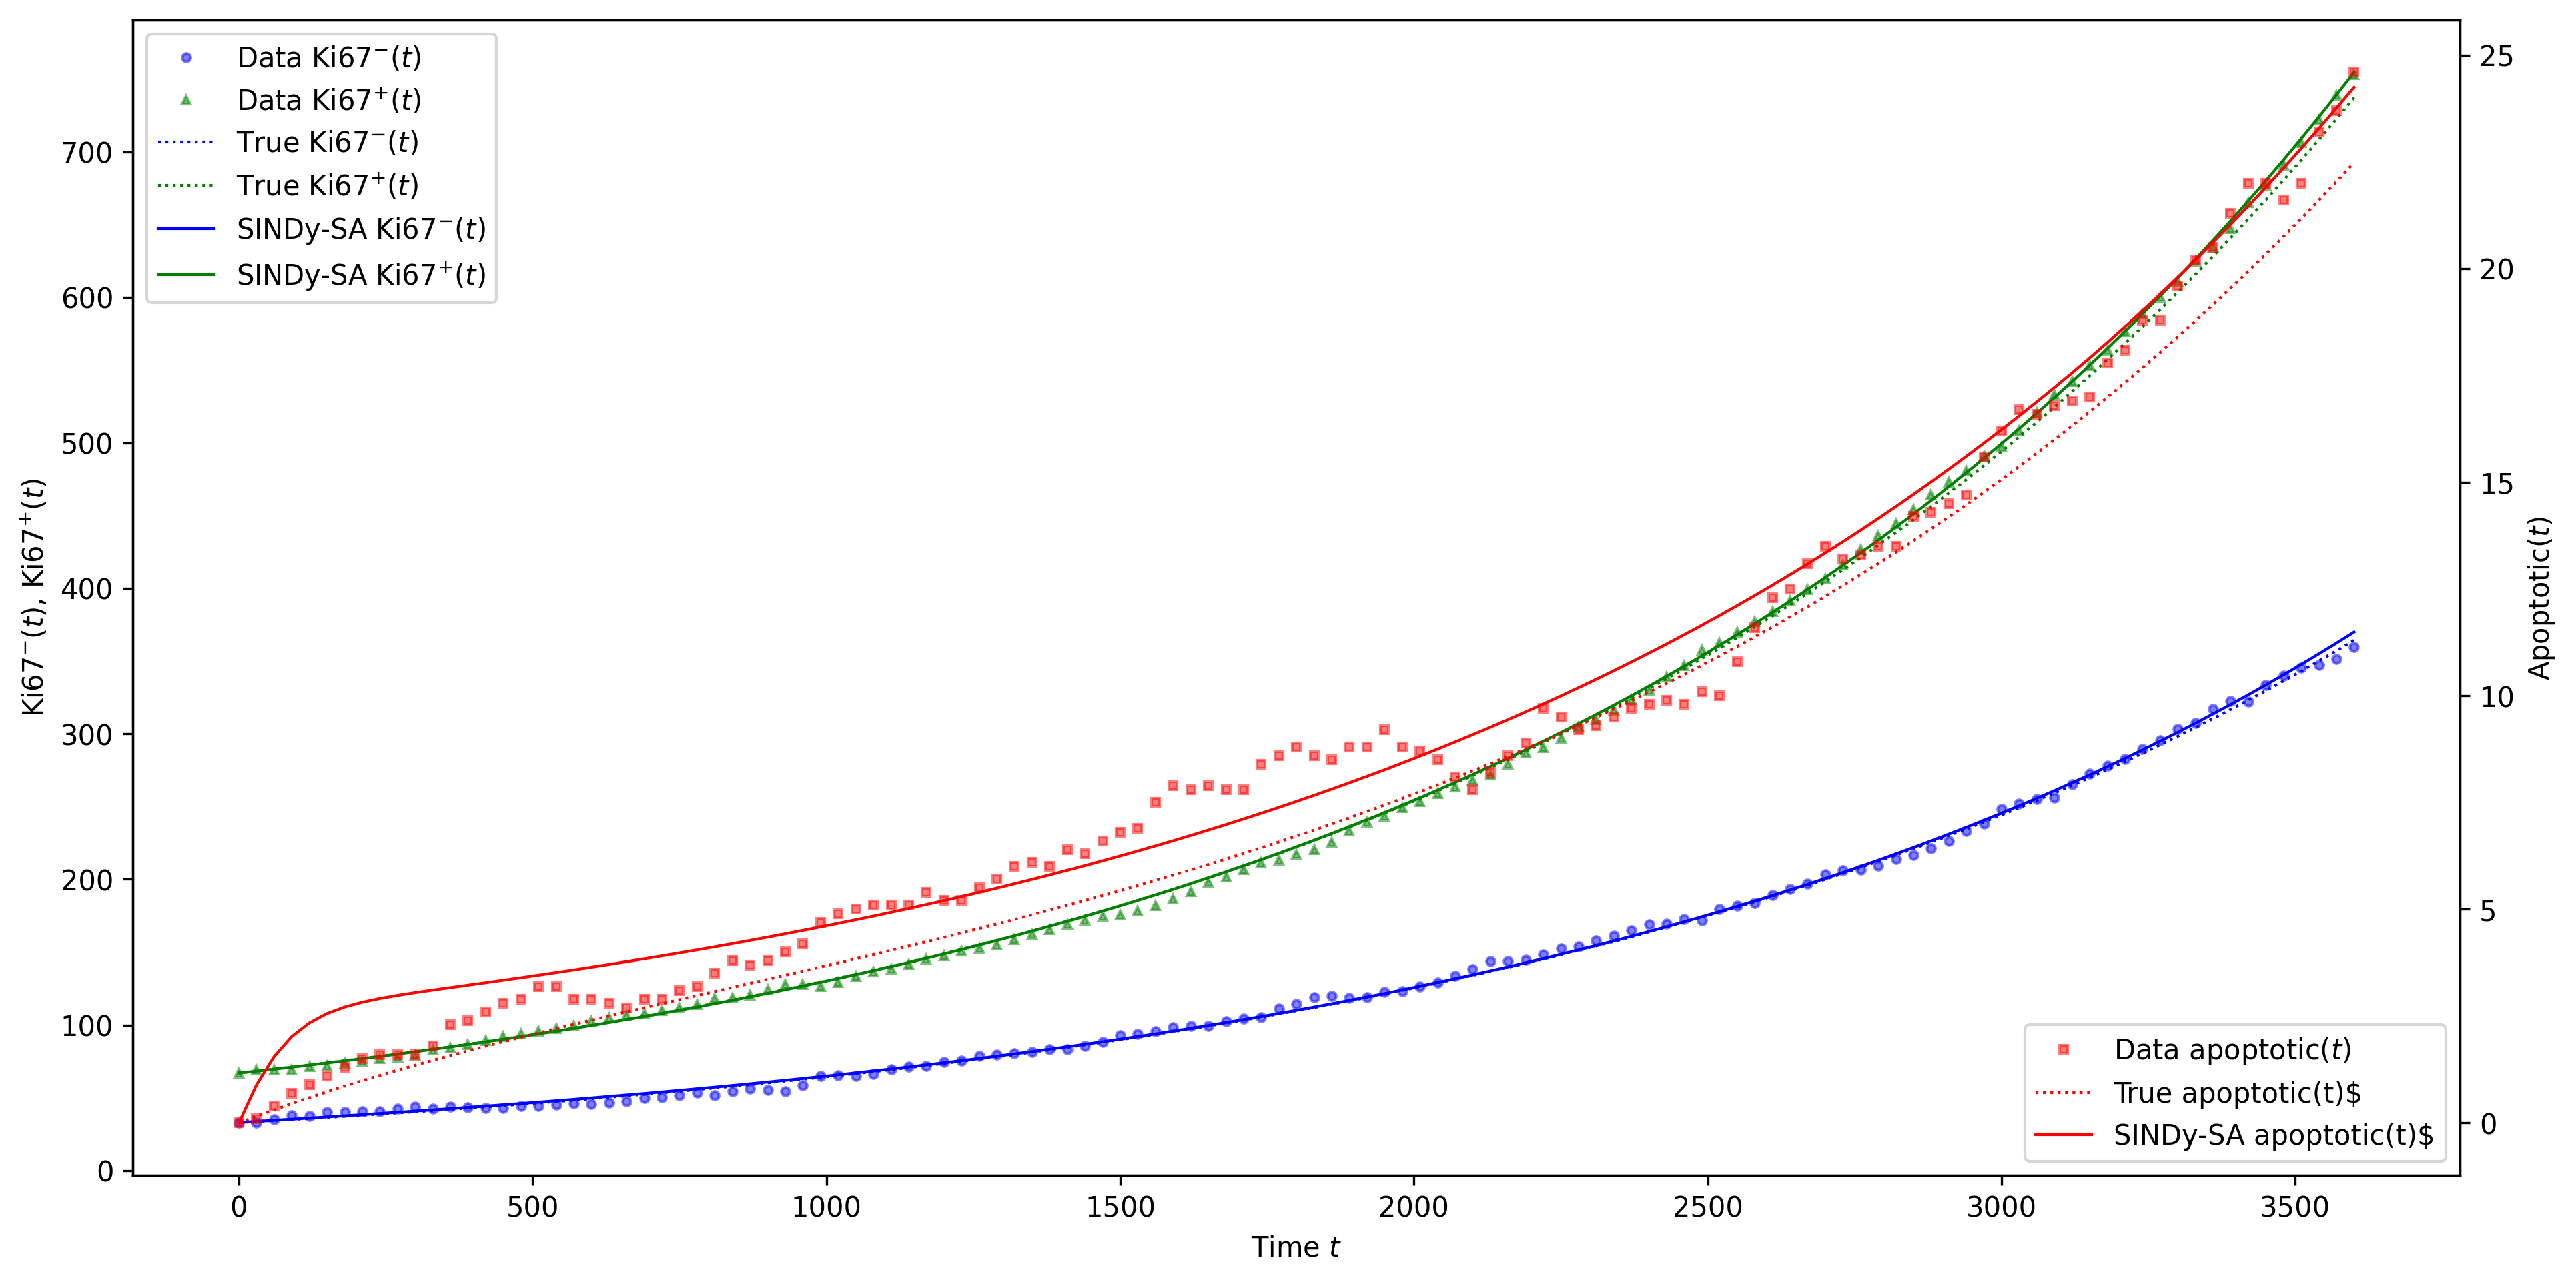 Data Ki67⁻(t)
Data Ki67⁺(t)
True Ki67⁻(t)
True Ki67⁺(t)
SINDy-SA Ki67⁻(t)
SINDy-SA Ki67⁺(t)
700
600
500
400
300
200
100
0
Ki67⁻(t), Ki67⁺(t)
25
20
15
10
5
0
Apoptotic(t)
Data apoptotic(t)
True apoptotic(t)$
SINDy-SA apoptotic(t)$
0 500 1000 1500 2000 2500 3000 3500
Time t